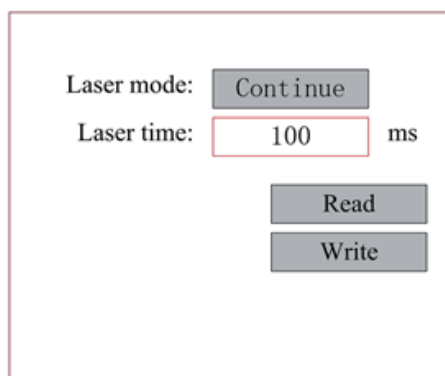 Laser mode: Continue
Laser time: 100 ms
Read
Write